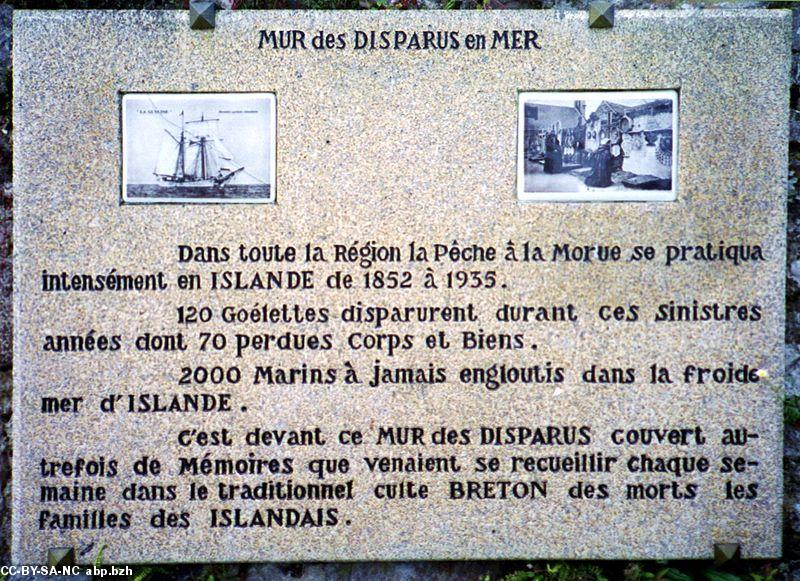 MUR des DISPARUS en MER
"LA GLYCINE"
Dans toute la Région la Pêche à la Morue se pratiqua
intensément en ISLANDE de 1852 à 1935.
120 Goélettes disparurent durant ces sinistres
années dont 70 perdues Corps et Biens.
2000 Marins à jamais engloutis dans la froide
mer d'ISLANDE.
C'est devant ce MUR des DISPARUS couvert au-
trefois de Mémoires que venaient se recueillir chaque se-
maine dans le traditionnel culte BRETON des morts les
familles des ISLANDAIS.
CC-BY-SA-NC abp.bzh